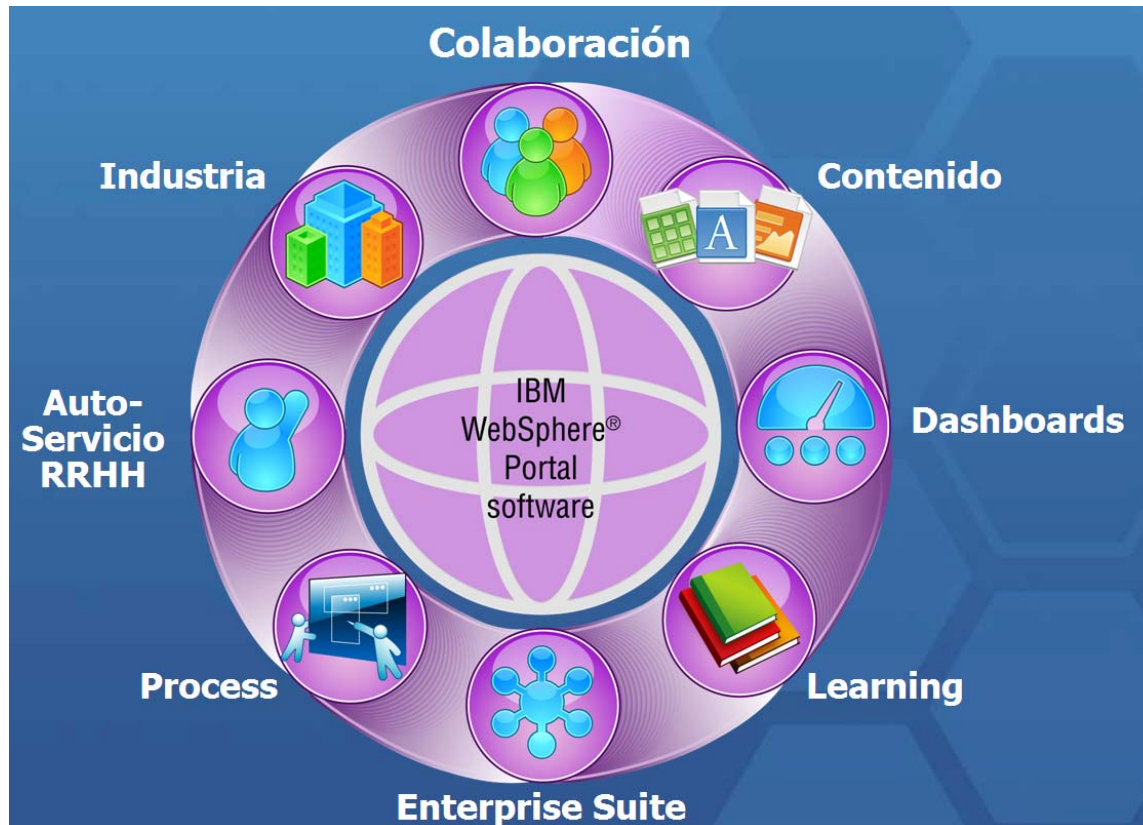 Colaboración
Industria
Contenido
A
Auto-
Servicio
RRHH
IBM
WebSphere®
Portal
software
Dashboards
Process
Learning
Enterprise Suite